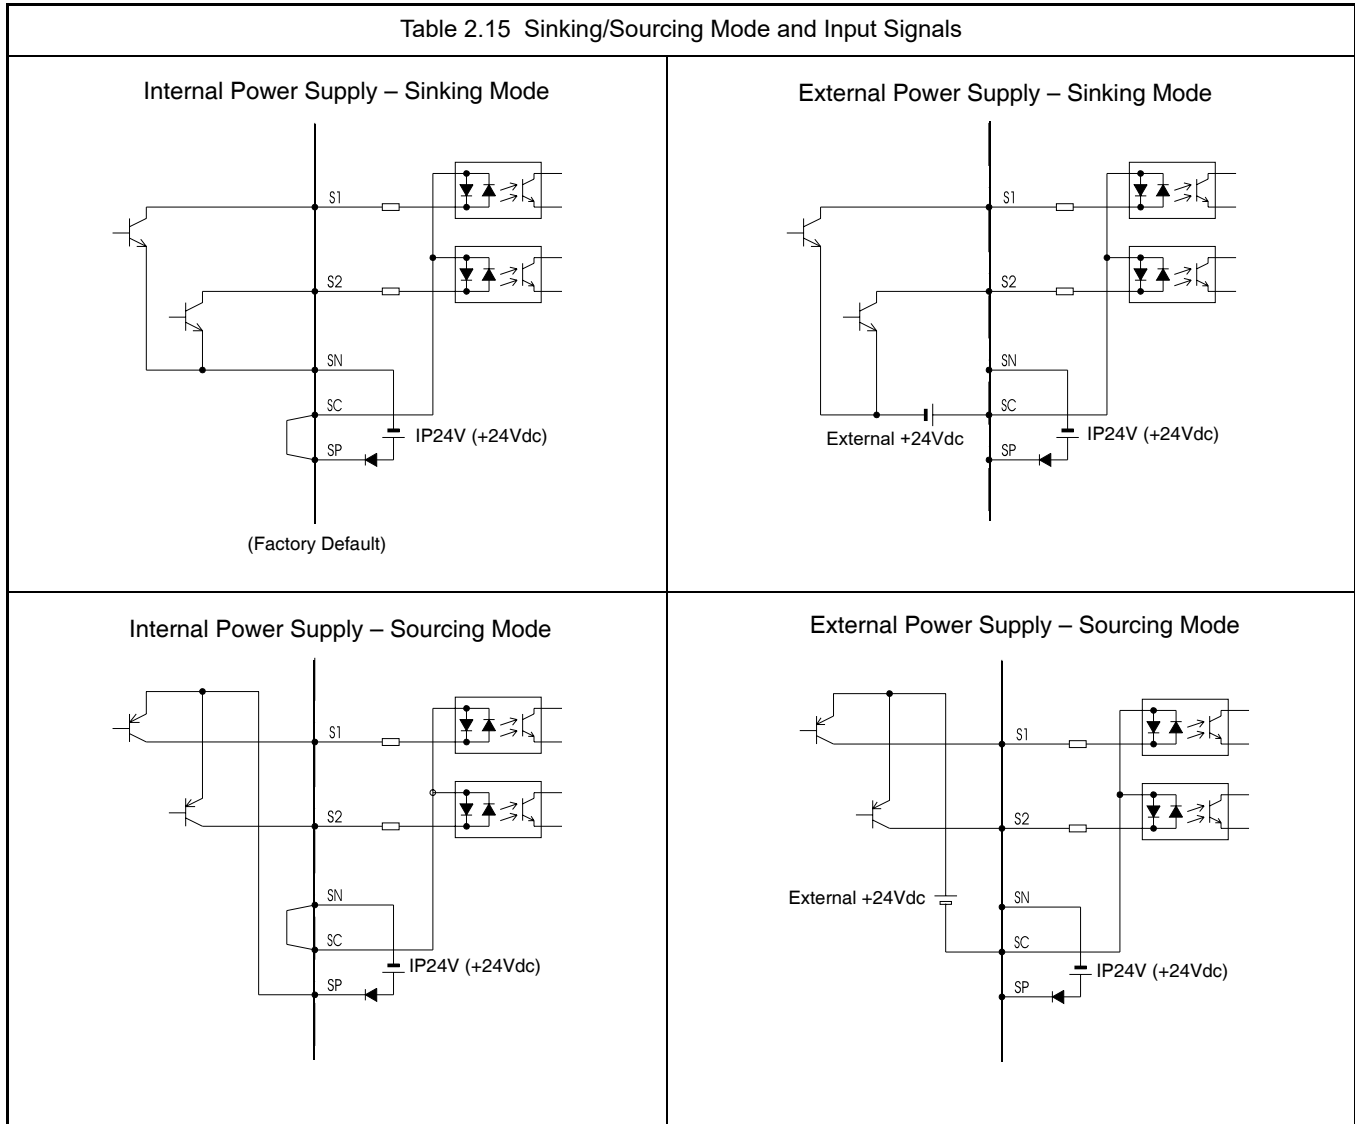 Table 2.15 Sinking/Sourcing Mode and Input Signals
Internal Power Supply – Sinking Mode
S1
S2
SN
SC
IP24V (+24Vdc)
SP
(Factory Default)
External Power Supply – Sinking Mode
S1
S2
SN
SC
External +24Vdc
IP24V (+24Vdc)
SP
Internal Power Supply – Sourcing Mode
S1
S2
SN
SC
IP24V (+24Vdc)
SP
External Power Supply – Sourcing Mode
S1
S2
External +24Vdc
SN
SC
IP24V (+24Vdc)
SP